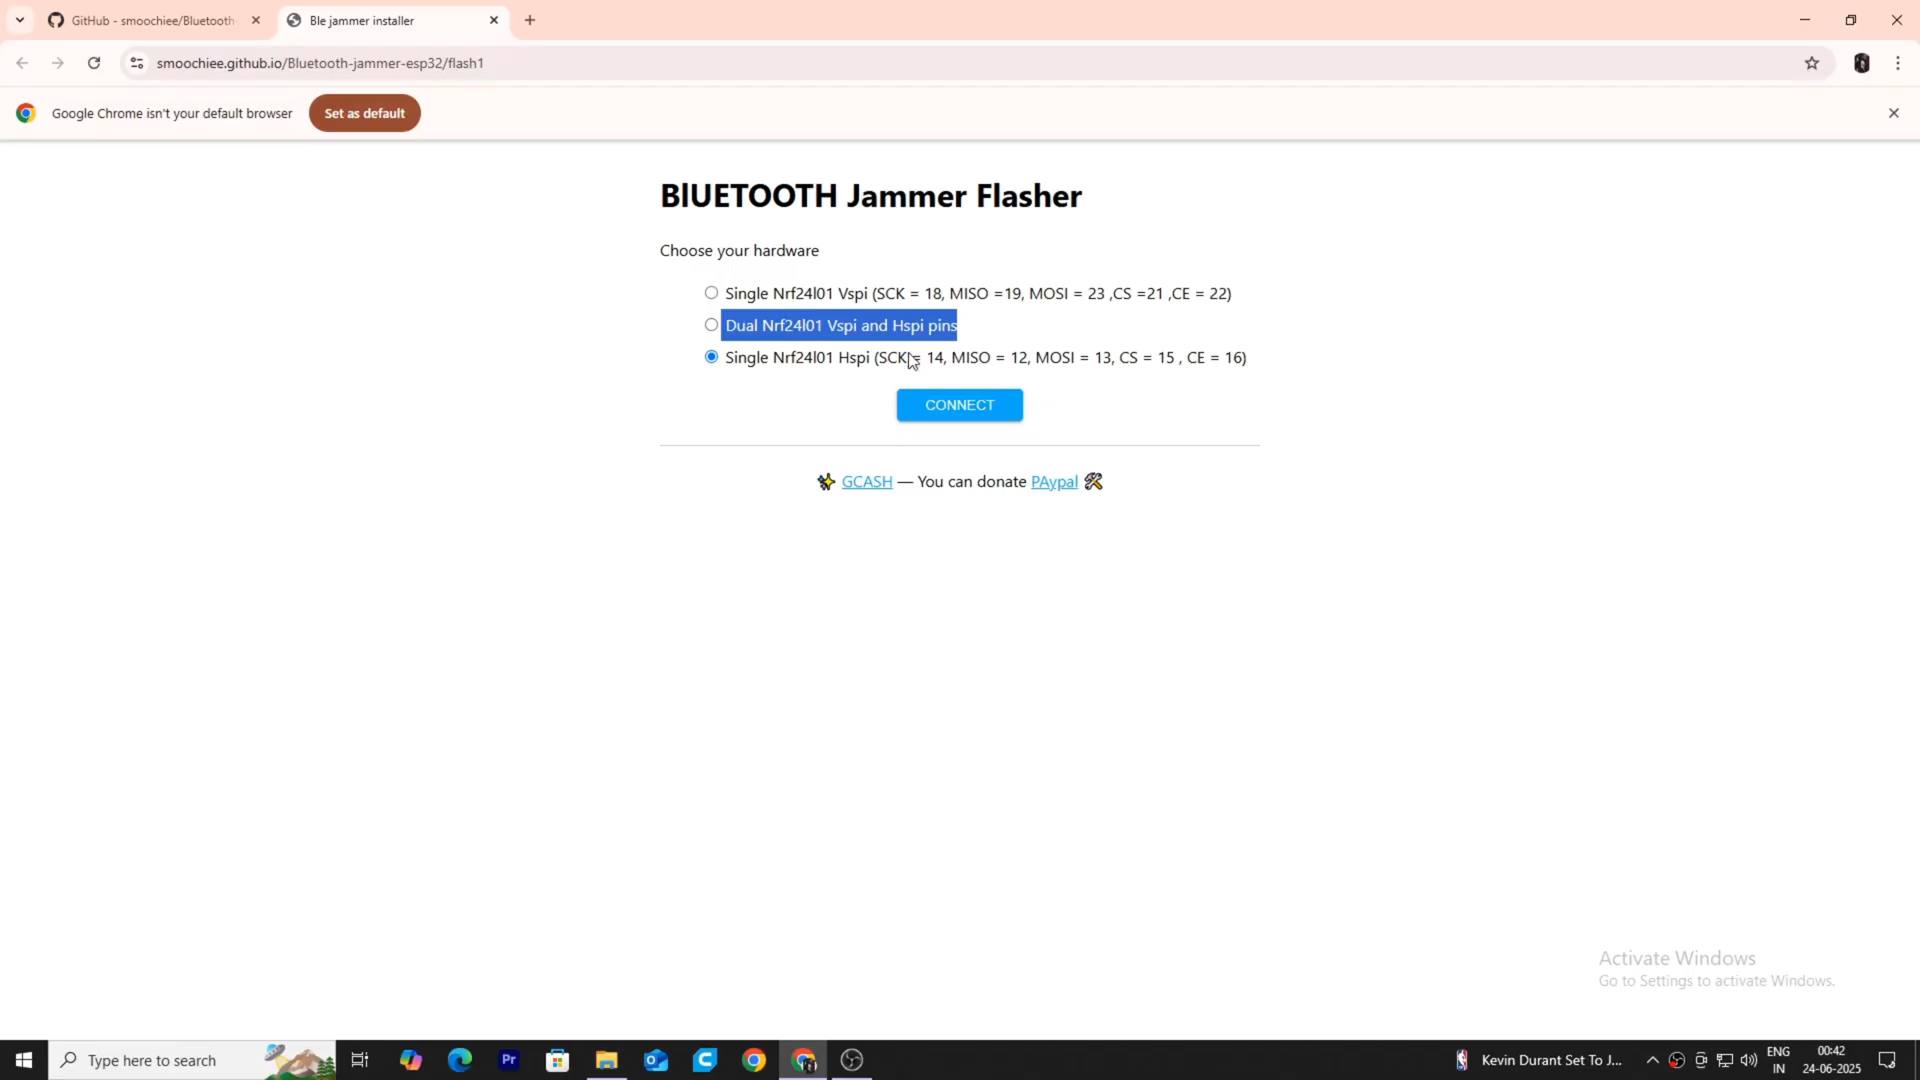 GitHub - smoochiee/Bluetooth
Ble jammer installer
smoochiee.github.io/Bluetooth-jammer-esp32/flash1
Google Chrome isn't your default browser
Set as default
BlUETOOTH Jammer Flasher
Choose your hardware
Single Nrf24l01 Vspi (SCK = 18, MISO =19, MOSI = 23 ,CS =21 ,CE = 22)
Dual Nrf24l01 Vspi and Hspi pins
Single Nrf24l01 Hspi (SCK = 14, MISO = 12, MOSI = 13, CS = 15 , CE = 16)
CONNECT
GCASH — You can donate PAypal
Activate Windows
Go to Settings to activate Windows.
Type here to search
Pr
Kevin Durant Set To J...
ENG
IN
00:42
24-06-2025